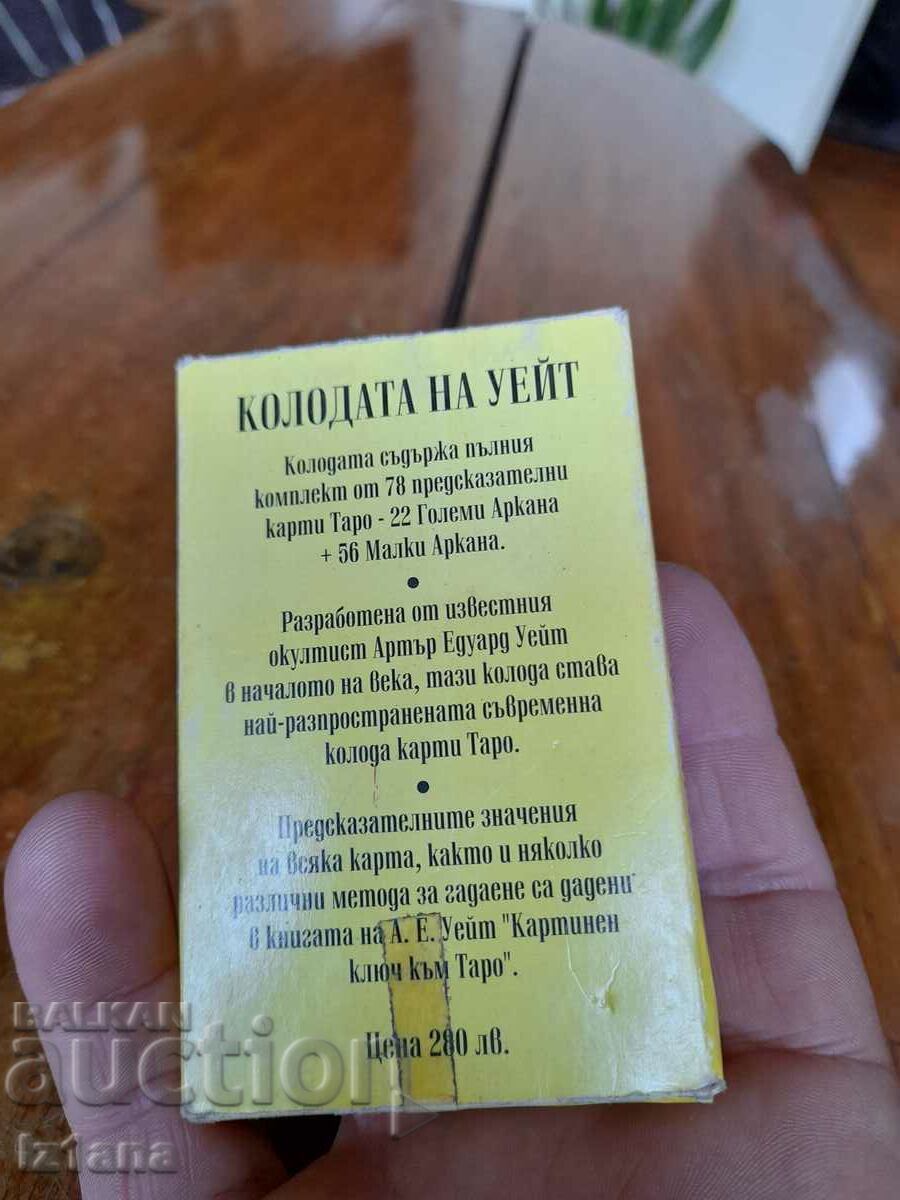 КОЛОДАТА НА УЕЙТ
Колодата съдържа пълния
комплект от 78 предсказателни
карти Таро - 22 Големи Аркана
+ 56 Малки Аркана.
•
Разработена от известния
окултист Артър Едуард Уейт
в началото на века, тази колода става
най-разпространената съвременна
колода карти Таро.
•
Предсказателните значения
на всяка карта, както и няколко
различни метода за гадаене са дадени
в книгата на А. Е. Уейт "Картинен
ключ към Таро".
Цена 280 лв.
BALKAN
auction
iz1ana